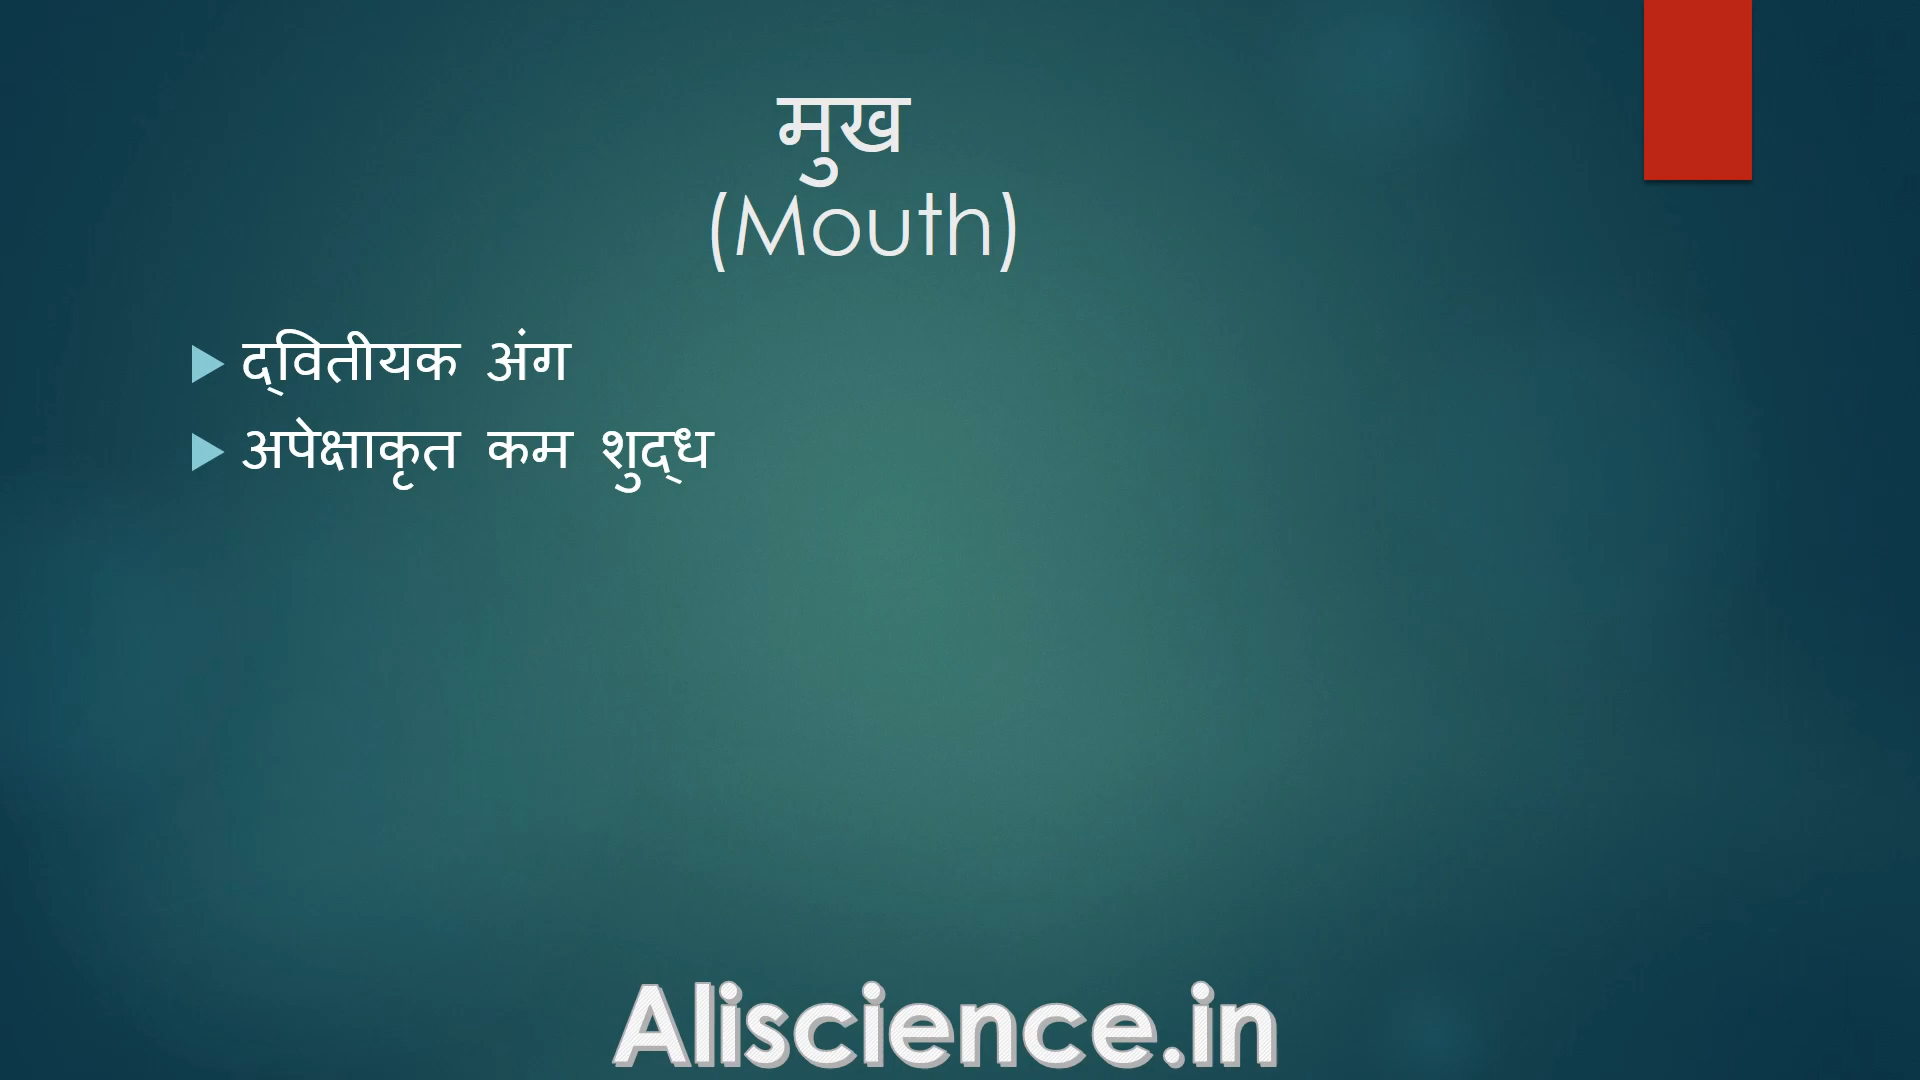 मुख
(Mouth)
द्वितीयक अंग
अपेक्षाकृत कम शुद्ध
Aliscience.in